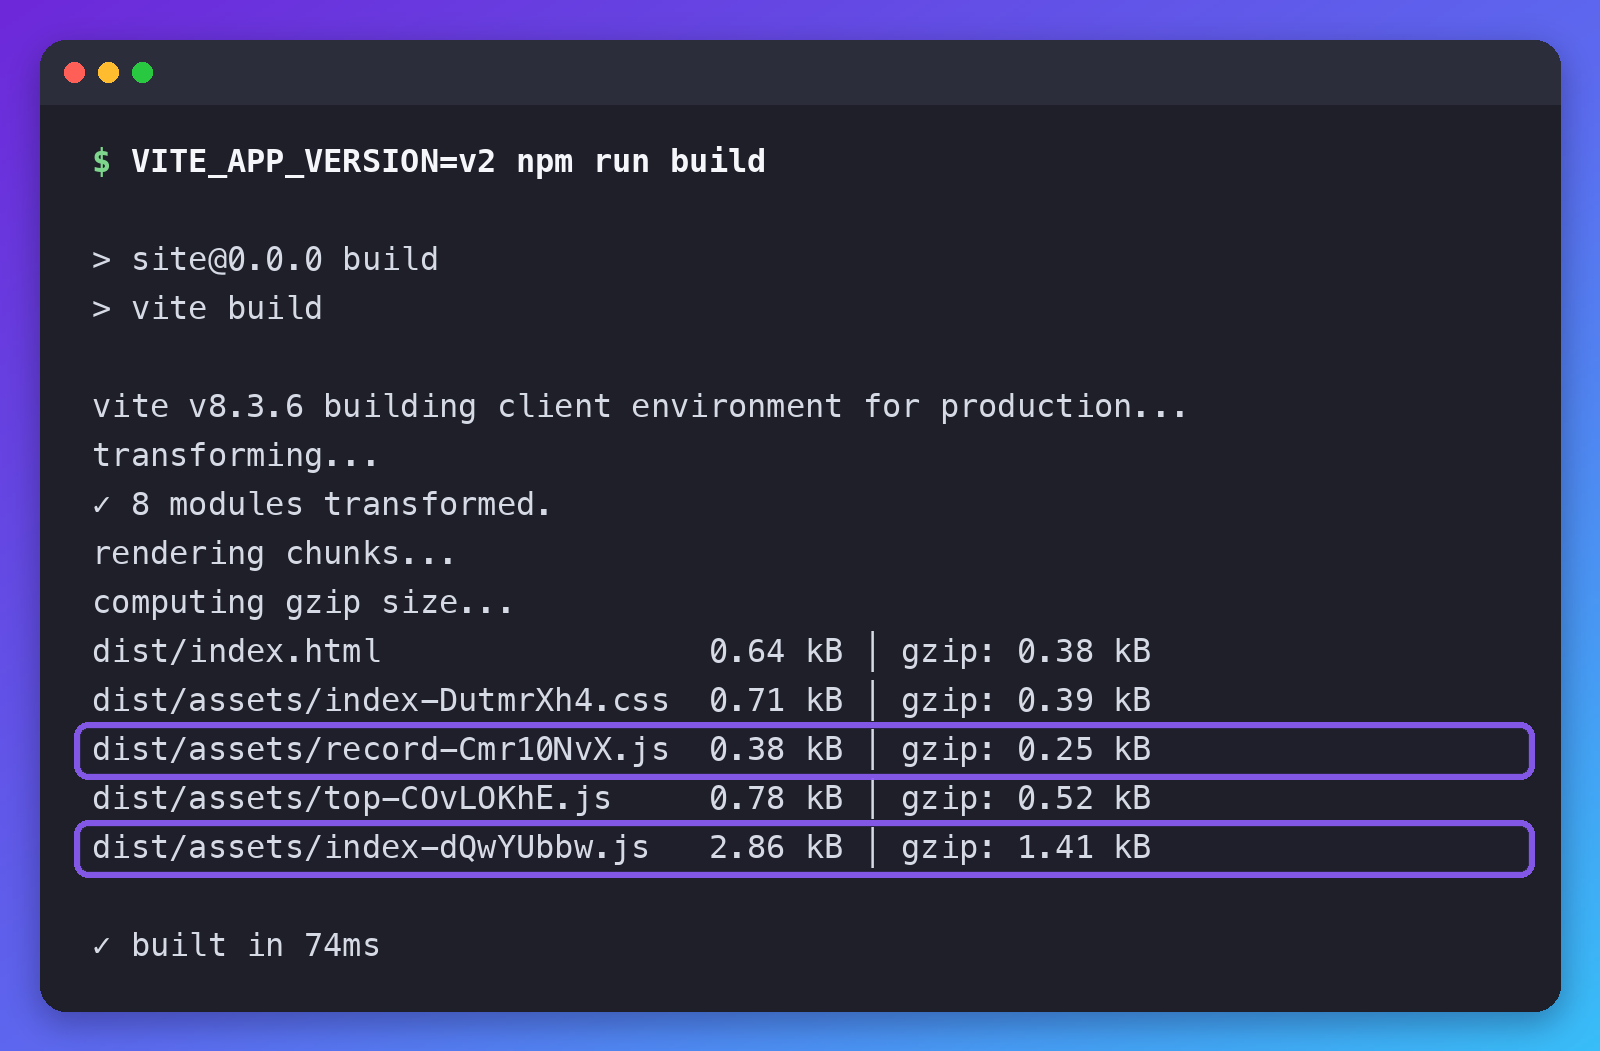 $ VITE_APP_VERSION=v2 npm run build
> site@0.0.0 build
> vite build
vite v8.3.6 building client environment for production...
transforming...
✓ 8 modules transformed.
rendering chunks...
computing gzip size...
dist/index.html                 0.64 kB │ gzip: 0.38 kB
dist/assets/index-DutmrXh4.css  0.71 kB │ gzip: 0.39 kB
dist/assets/record-Cmr10NvX.js  0.38 kB │ gzip: 0.25 kB
dist/assets/top-COvLOKhE.js     0.78 kB │ gzip: 0.52 kB
dist/assets/index-dQwYUbbw.js   2.86 kB │ gzip: 1.41 kB
✓ built in 74ms